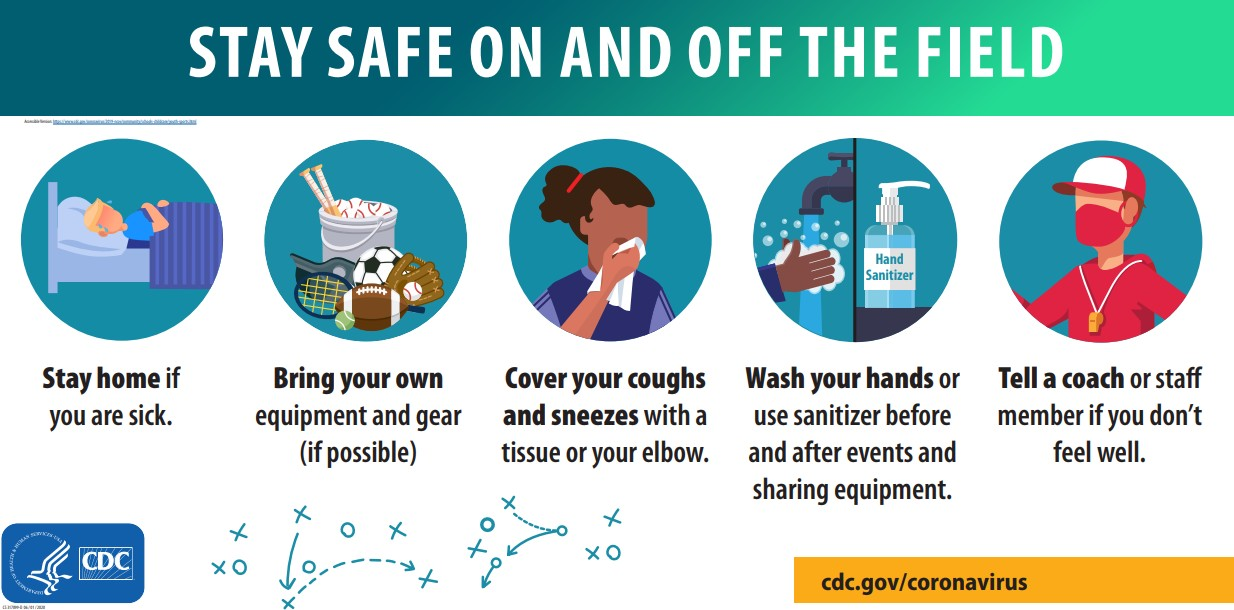 STAY SAFE ON AND OFF THE FIELD
Hand
Sanitizer
Stay home if
you are sick.
Bring your own
equipment and gear
(if possible)
Cover your coughs
and sneezes with a
tissue or your elbow.
Wash your hands or
use sanitizer before
and after events and
sharing equipment.
Tell a coach or staff
member if you don’t
feel well.
CDC
cdc.gov/coronavirus